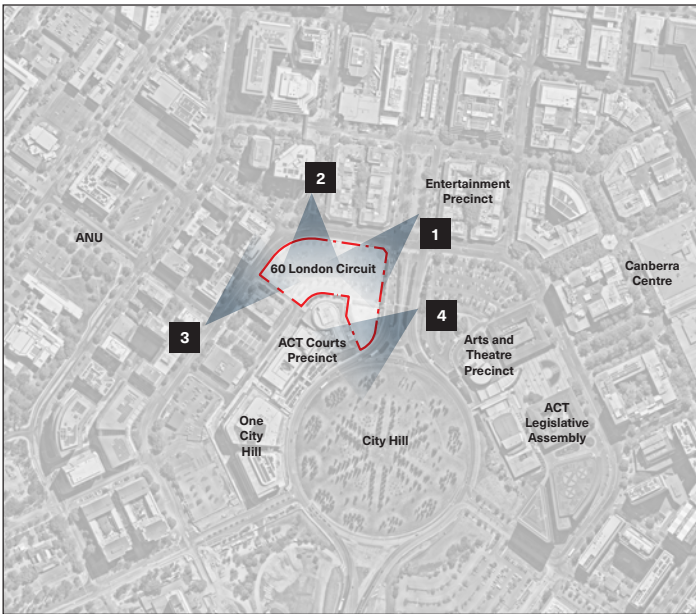 2
Entertainment
Precinct
1
ANU
60 London Circuit
Canberra
Centre
4
3
ACT Courts
Precinct
Arts and
Theatre
Precinct
One
City
Hill
City Hill
ACT
Legislative
Assembly